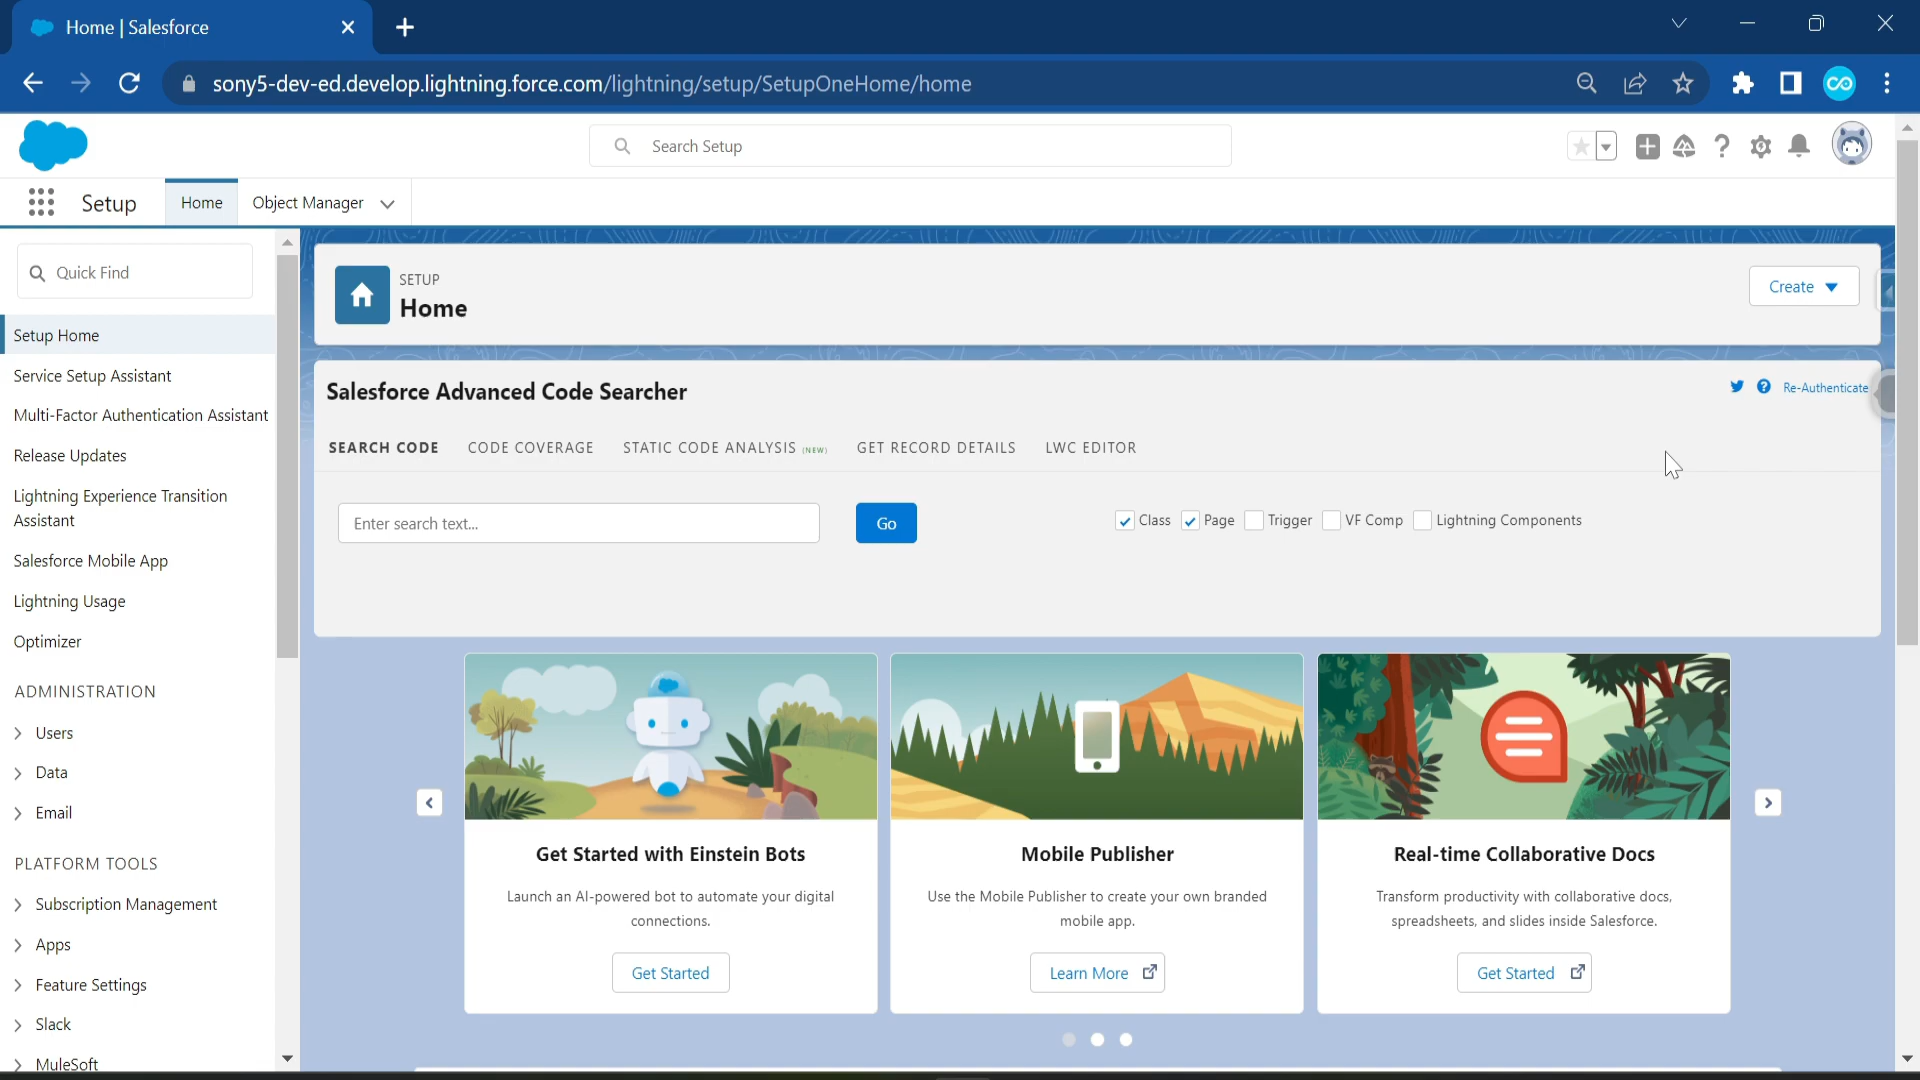 Home | Salesforce
sony5-dev-ed.develop.lightning.force.com/lightning/setup/SetupOneHome/home
Search Setup
Setup
Home
Object Manager
Quick Find
Setup Home
Service Setup Assistant
Multi-Factor Authentication Assistant
Release Updates
Lightning Experience Transition
Assistant
Salesforce Mobile App
Lightning Usage
Optimizer
ADMINISTRATION
Users
Data
Email
PLATFORM TOOLS
Subscription Management
Apps
Feature Settings
Slack
MuleSoft
SETUP
Home
Create
Salesforce Advanced Code Searcher
Re-Authenticate
SEARCH CODE
CODE COVERAGE
STATIC CODE ANALYSIS (NEW)
GET RECORD DETAILS
LWC EDITOR
Enter search text...
Go
Class
Page
Trigger
VF Comp
Lightning Components
Get Started with Einstein Bots
Launch an AI-powered bot to automate your digital
connections.
Get Started
Mobile Publisher
Use the Mobile Publisher to create your own branded
mobile app.
Learn More
Real-time Collaborative Docs
Transform productivity with collaborative docs,
spreadsheets, and slides inside Salesforce.
Get Started